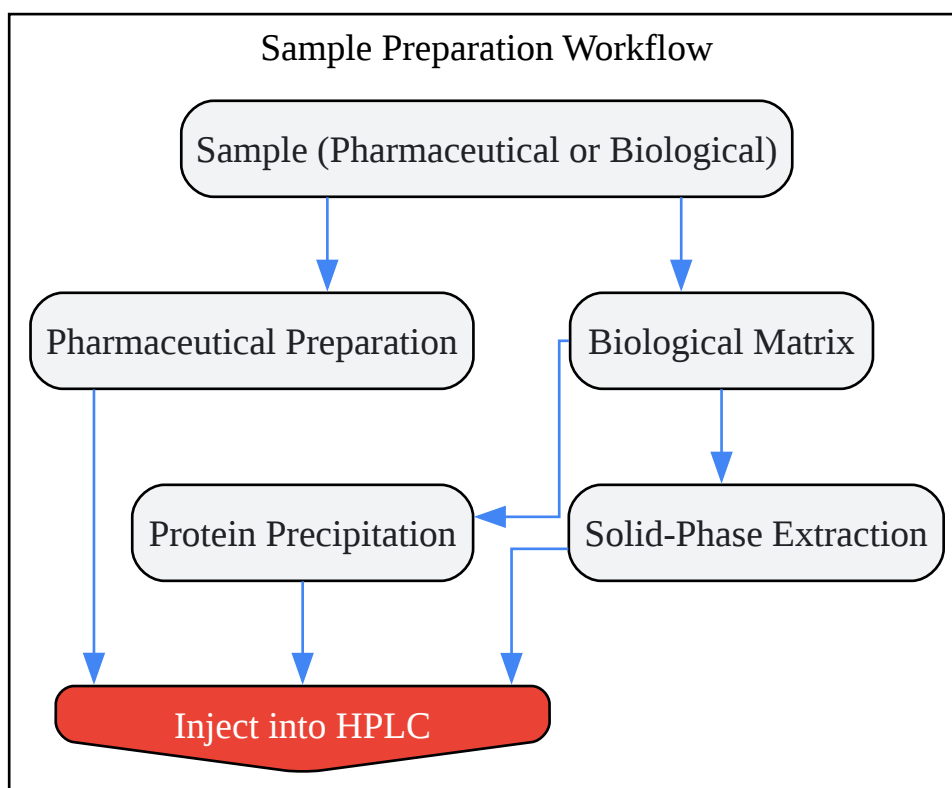 Sample Preparation Workflow
Sample (Pharmaceutical or Biological)
Pharmaceutical Preparation
Biological Matrix
Protein Precipitation
Solid-Phase Extraction
Inject into HPLC